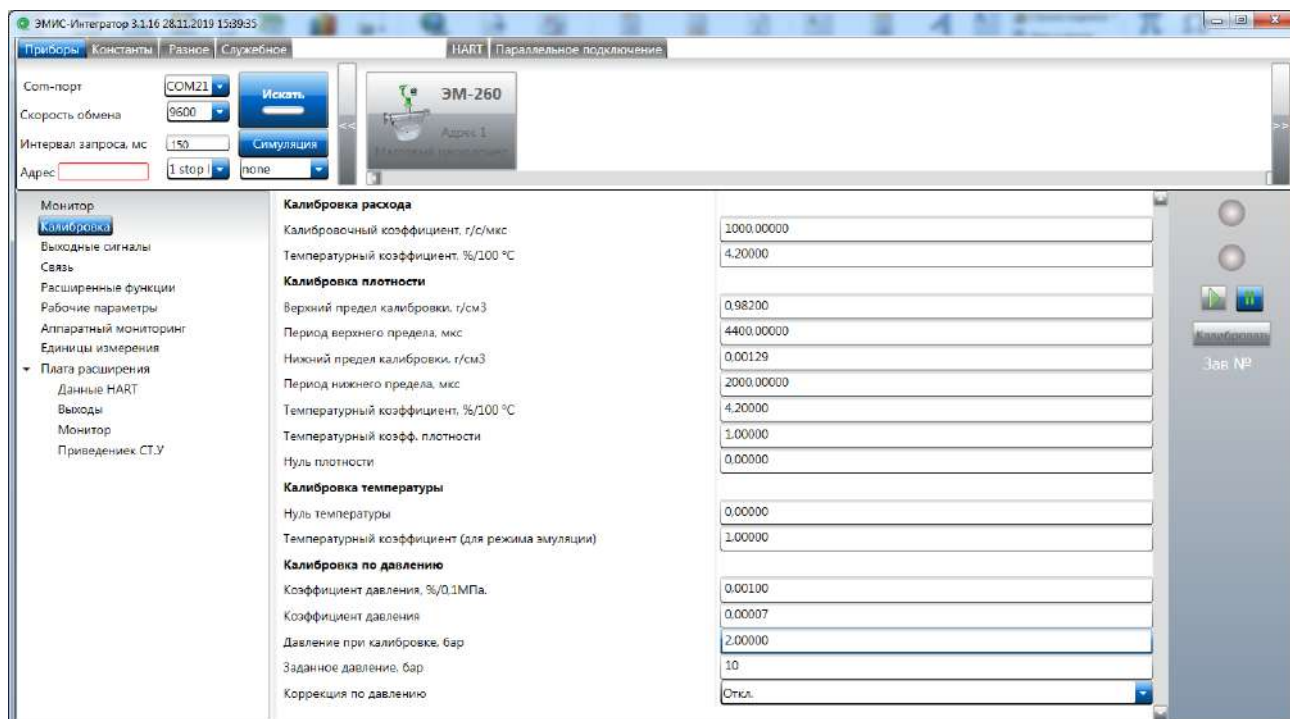 ЭМИС-Интегратор 3.1.16 28.11.2019 15:39:35
Приборы Константы Разное Служебное HART Параллельное подключение
Com-порт COM21
Скорость обмена 9600
Интервал запроса, мс 150
Адрес 1 stop none
Искать
Симуляция
<<
ЭМ-260
Адрес 1
>>
Монитор
Калибровка
Выходные сигналы
Связь
Расширенные функции
Рабочие параметры
Аппаратный мониторинг
Единицы измерения
Плата расширения
Данные HART
Выходы
Монитор
Приведениек СТ.У
Калибровка расхода
Калибровочный коэффициент, г/с/мкс 1000,00000
Температурный коэффициент, %/100 °C 4,20000
Калибровка плотности
Верхний предел калибровки, г/см3 0,98200
Период верхнего предела, мкс 4400,00000
Нижний предел калибровки, г/см3 0,00129
Период нижнего предела, мкс 2000,00000
Температурный коэффициент, %/100 °C 4,20000
Температурный коэфф. плотности 1,00000
Нуль плотности 0,00000
Калибровка температуры
Нуль температуры 0,00000
Температурный коэффициент (для режима эмуляции) 1,00000
Калибровка по давлению
Коэффициент давления, %/0,1МПа. 0,00100
Коэффициент давления 0,00007
Давление при калибровке, бар 2,00000
Заданное давление, бар 10
Коррекция по давлению Откл.
Калибровать
Зав №